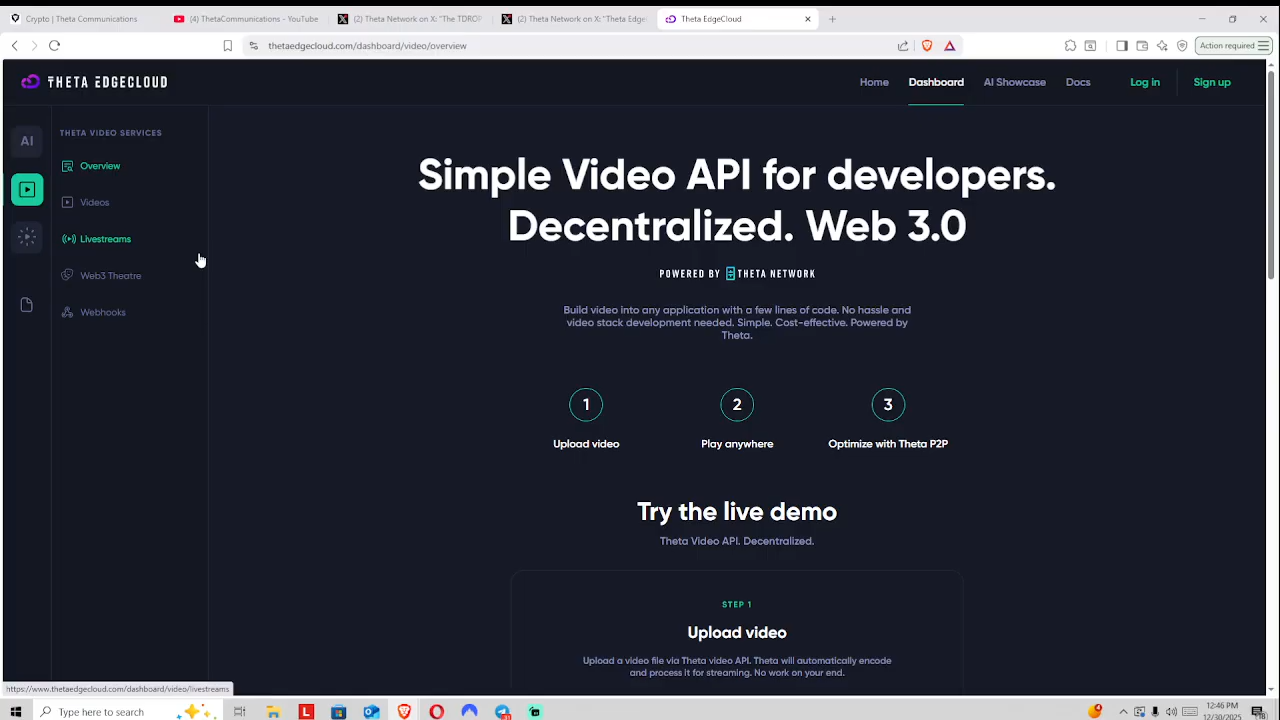 Crypto | Theta Communications
(4) ThetaCommunications - YouTube
(2) Theta Network on X: "The TDROP
(2) Theta Network on X: "Theta Edge
Theta EdgeCloud
thetaedgecloud.com/dashboard/video/overview
Action required
THETA EDGECLOUD
Home
Dashboard
AI Showcase
Docs
Log in
Sign up
AI
THETA VIDEO SERVICES
Overview
Videos
Livestreams
Web3 Theatre
Webhooks
Simple Video API for developers.
Decentralized. Web 3.0
POWERED BY THETA NETWORK
Build video into any application with a few lines of code. No hassle and
video stack development needed. Simple. Cost-effective. Powered by
Theta.
1
2
3
Upload video
Play anywhere
Optimize with Theta P2P
Try the live demo
Theta Video API. Decentralized.
STEP 1
Upload video
Upload a video file via Theta video API. Theta will automatically encode
and process it for streaming. No work on your end.
https://www.thetaedgecloud.com/dashboard/video/livestreams
Type here to search
L
12:46 PM
12/30/2025